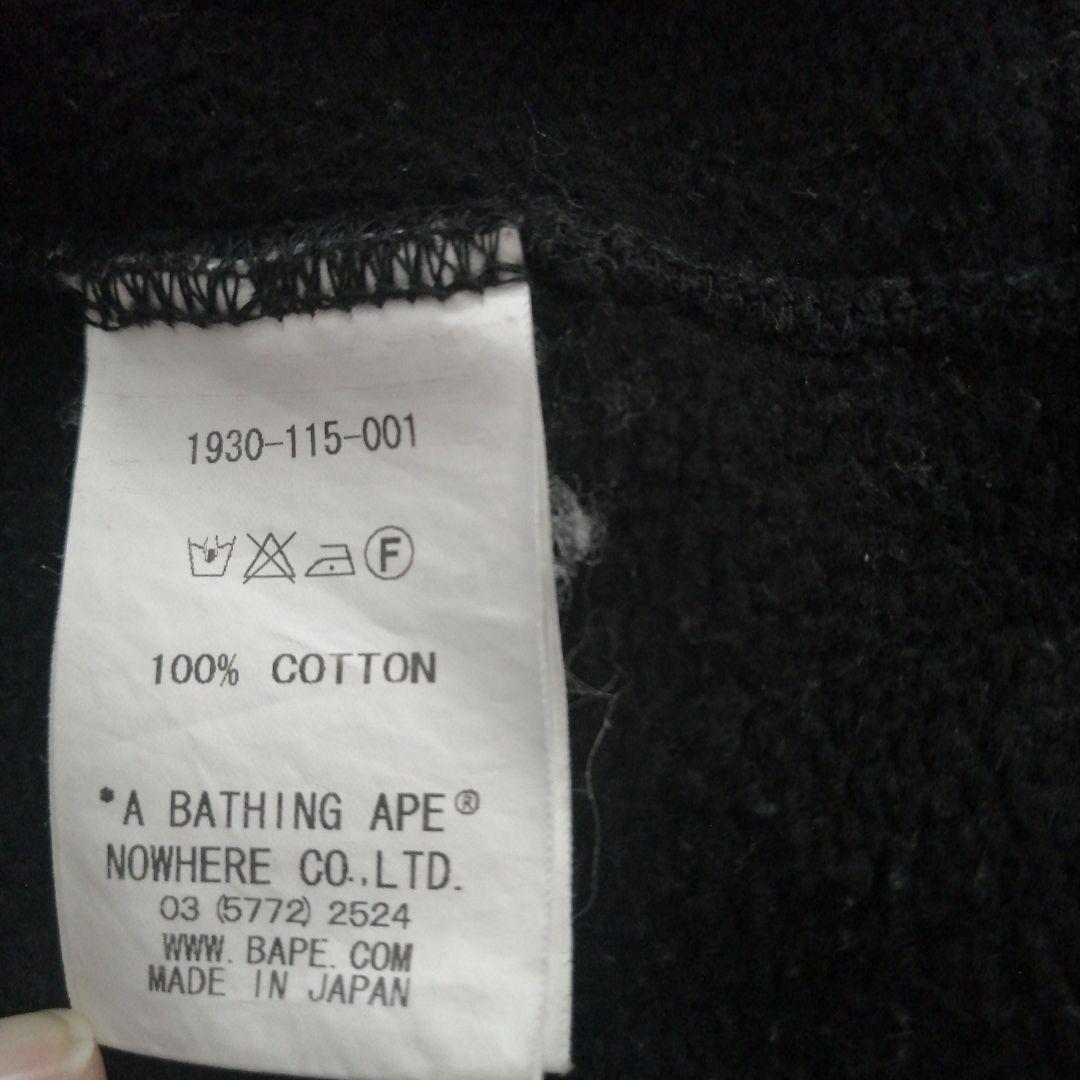 1930-115-001
F
100% COTTON
*A BATHING APE®
NOWHERE CO.,LTD.
03 (5772) 2524
WWW. BAPE. COM
MADE IN JAPAN